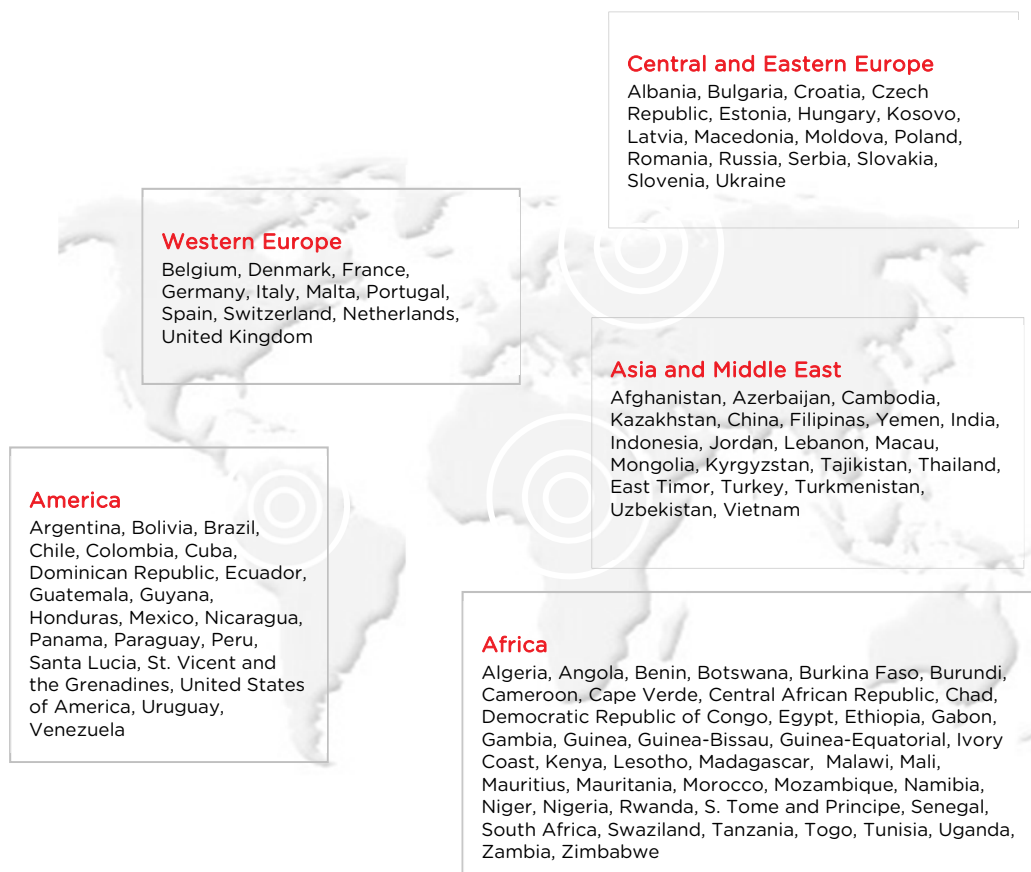 Central and Eastern Europe
Albania, Bulgaria, Croatia, Czech
Republic, Estonia, Hungary, Kosovo,
Latvia, Macedonia, Moldova, Poland,
Romania, Russia, Serbia, Slovakia,
Slovenia, Ukraine
Western Europe
Belgium, Denmark, France,
Germany, Italy, Malta, Portugal,
Spain, Switzerland, Netherlands,
United Kingdom
Asia and Middle East
Afghanistan, Azerbaijan, Cambodia,
Kazakhstan, China, Filipinas, Yemen, India,
Indonesia, Jordan, Lebanon, Macau,
Mongolia, Kyrgyzstan, Tajikistan, Thailand,
East Timor, Turkey, Turkmenistan,
Uzbekistan, Vietnam
America
Argentina, Bolivia, Brazil,
Chile, Colombia, Cuba,
Dominican Republic, Ecuador,
Guatemala, Guyana,
Honduras, Mexico, Nicaragua,
Panama, Paraguay, Peru,
Santa Lucia, St. Vicent and
the Grenadines, United States
of America, Uruguay,
Venezuela
Africa
Algeria, Angola, Benin, Botswana, Burkina Faso, Burundi,
Cameroon, Cape Verde, Central African Republic, Chad,
Democratic Republic of Congo, Egypt, Ethiopia, Gabon,
Gambia, Guinea, Guinea-Bissau, Guinea-Equatorial, Ivory
Coast, Kenya, Lesotho, Madagascar, Malawi, Mali,
Mauritius, Mauritania, Morocco, Mozambique, Namibia,
Niger, Nigeria, Rwanda, S. Tome and Principe, Senegal,
South Africa, Swaziland, Tanzania, Togo, Tunisia, Uganda,
Zambia, Zimbabwe